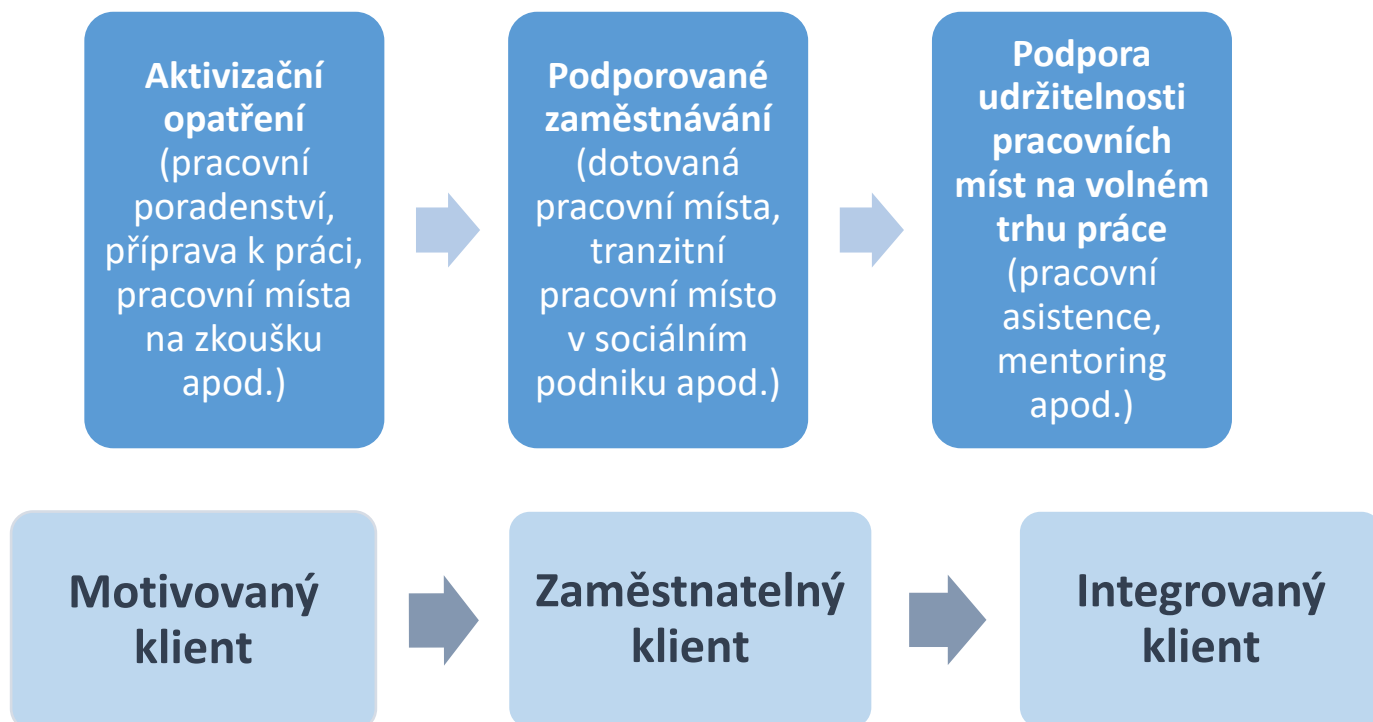 Aktivizační
opatření
(pracovní
poradenství,
příprava k práci,
pracovní místa
na zkoušku
apod.)
Podporované
zaměstnávání
(dotovaná
pracovní místa,
tranzitní
pracovní místo
v sociálním
podniku apod.)
Podpora
udržitelnosti
pracovních
míst na volném
trhu práce
(pracovní
asistence,
mentoring
apod.)
Motivovaný
klient
Zaměstnatelný
klient
Integrovaný
klient